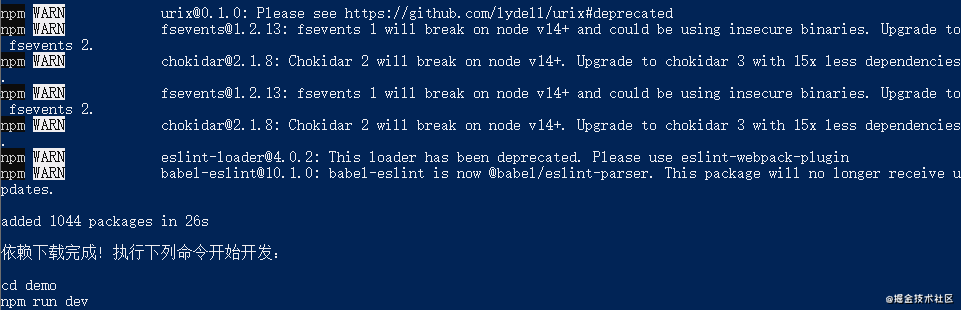 npm WARN urix@0.1.0: Please see https://github.com/lydell/urix#deprecated
npm WARN fsevents@1.2.13: fsevents 1 will break on node v14+ and could be using insecure binaries. Upgrade to
fsevents 2.
npm WARN chokidar@2.1.8: Chokidar 2 will break on node v14+. Upgrade to chokidar 3 with 15x less dependencies
.
npm WARN fsevents@1.2.13: fsevents 1 will break on node v14+ and could be using insecure binaries. Upgrade to
fsevents 2.
npm WARN chokidar@2.1.8: Chokidar 2 will break on node v14+. Upgrade to chokidar 3 with 15x less dependencies
.
npm WARN eslint-loader@4.0.2: This loader has been deprecated. Please use eslint-webpack-plugin
npm WARN babel-eslint@10.1.0: babel-eslint is now @babel/eslint-parser. This package will no longer receive u
pdates.
added 1044 packages in 26s
依赖下载完成! 执行下列命令开始开发:
cd demo
npm run dev
@掘金技术社区